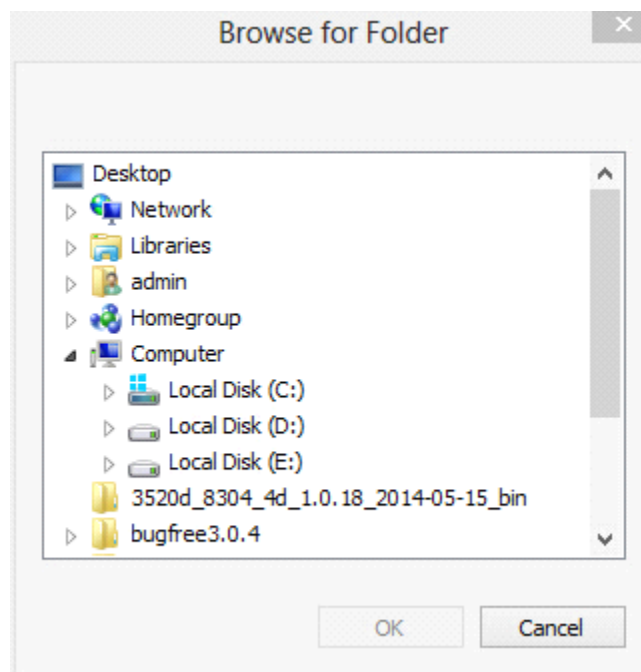 Browse for Folder
Desktop
Network
Libraries
admin
Homegroup
Computer
Local Disk (C:)
Local Disk (D:)
Local Disk (E:)
3520d_8304_4d_1.0.18_2014-05-15_bin
bugfree3.0.4
OK
Cancel